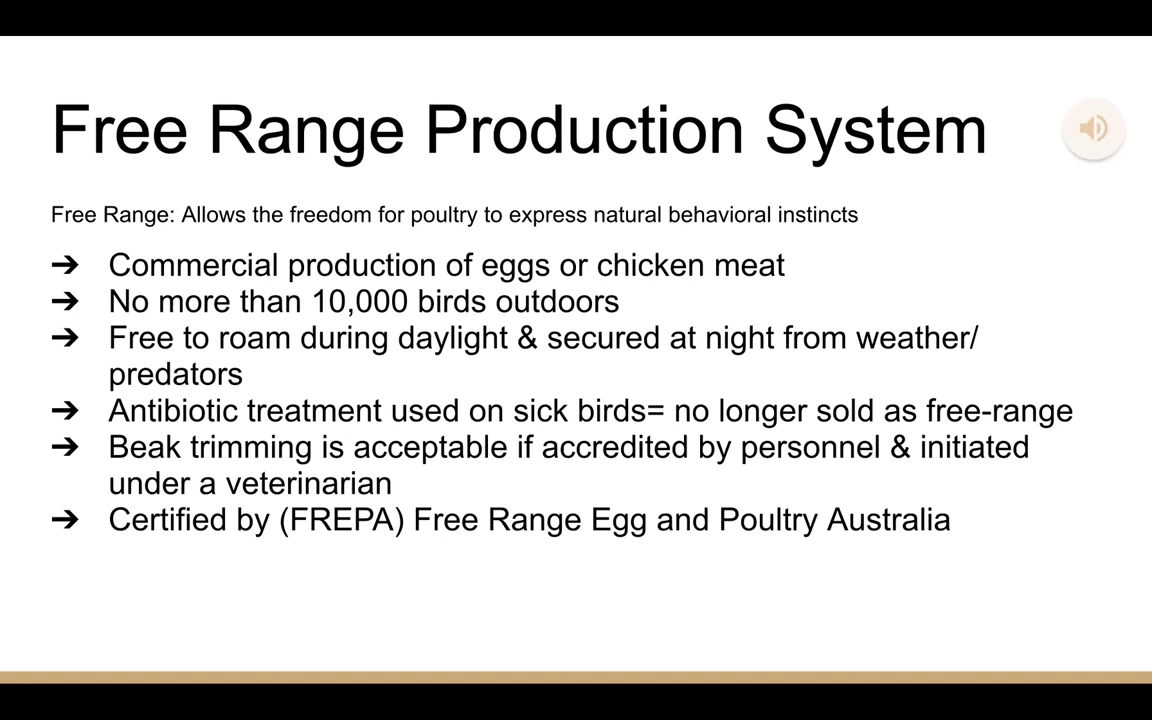 Free Range Production System
Free Range: Allows the freedom for poultry to express natural behavioral instincts
➔ Commercial production of eggs or chicken meat
➔ No more than 10,000 birds outdoors
➔ Free to roam during daylight & secured at night from weather/
predators
➔ Antibiotic treatment used on sick birds= no longer sold as free-range
➔ Beak trimming is acceptable if accredited by personnel & initiated
under a veterinarian
➔ Certified by (FREPA) Free Range Egg and Poultry Australia